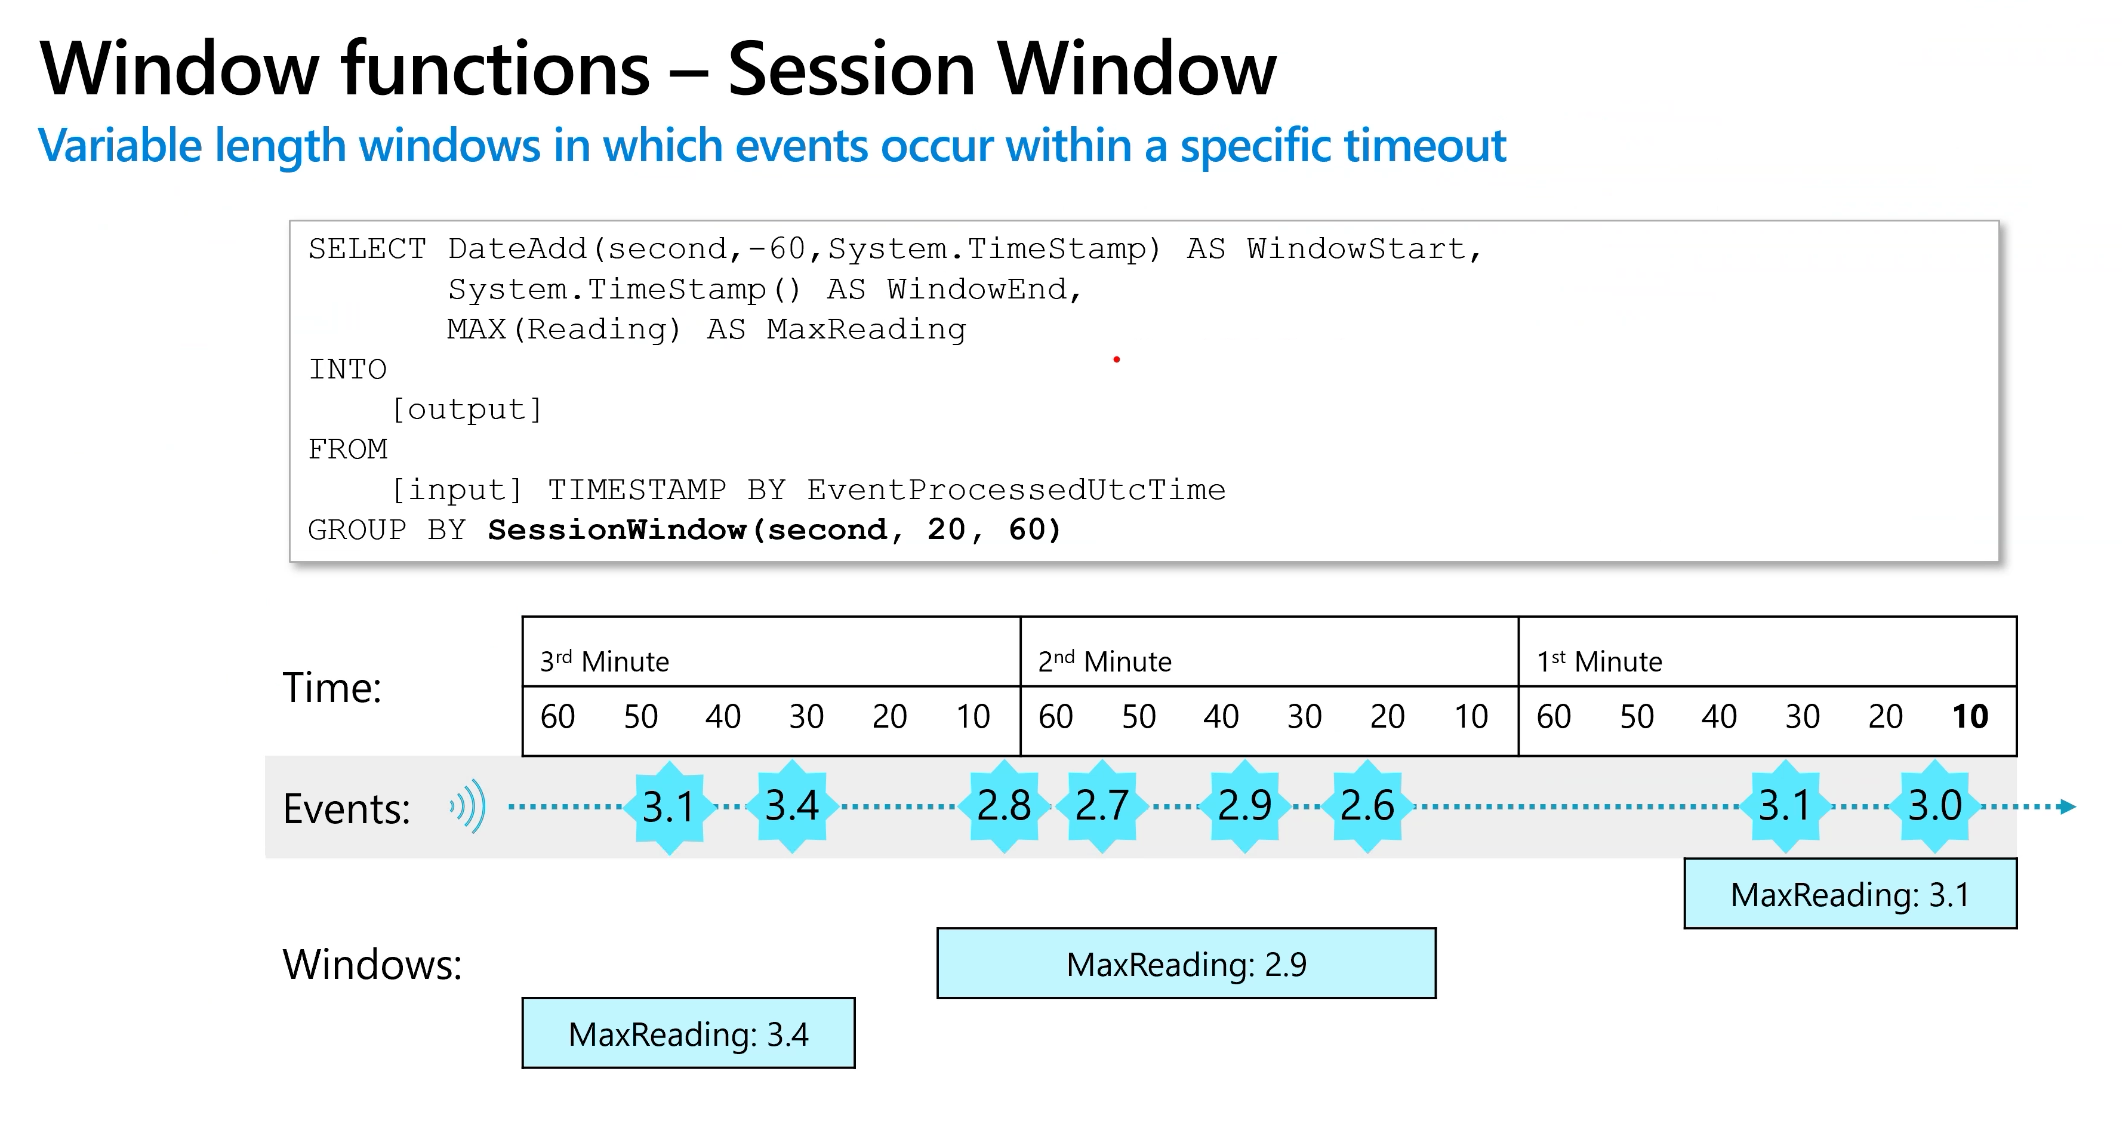 Window functions – Session Window
Variable length windows in which events occur within a specific timeout
SELECT DateAdd(second,-60,System.TimeStamp) AS WindowStart,
System.TimeStamp() AS WindowEnd,
MAX(Reading) AS MaxReading
INTO
[output]
FROM
[input] TIMESTAMP BY EventProcessedUtcTime
GROUP BY SessionWindow(second, 20, 60)
Time:
3rd Minute 2nd Minute 1st Minute
60 50 40 30 20 10 60 50 40 30 20 10 60 50 40 30 20 10
Events: 3.1 3.4 2.8 2.7 2.9 2.6 3.1 3.0
MaxReading: 3.1
Windows: MaxReading: 2.9
MaxReading: 3.4